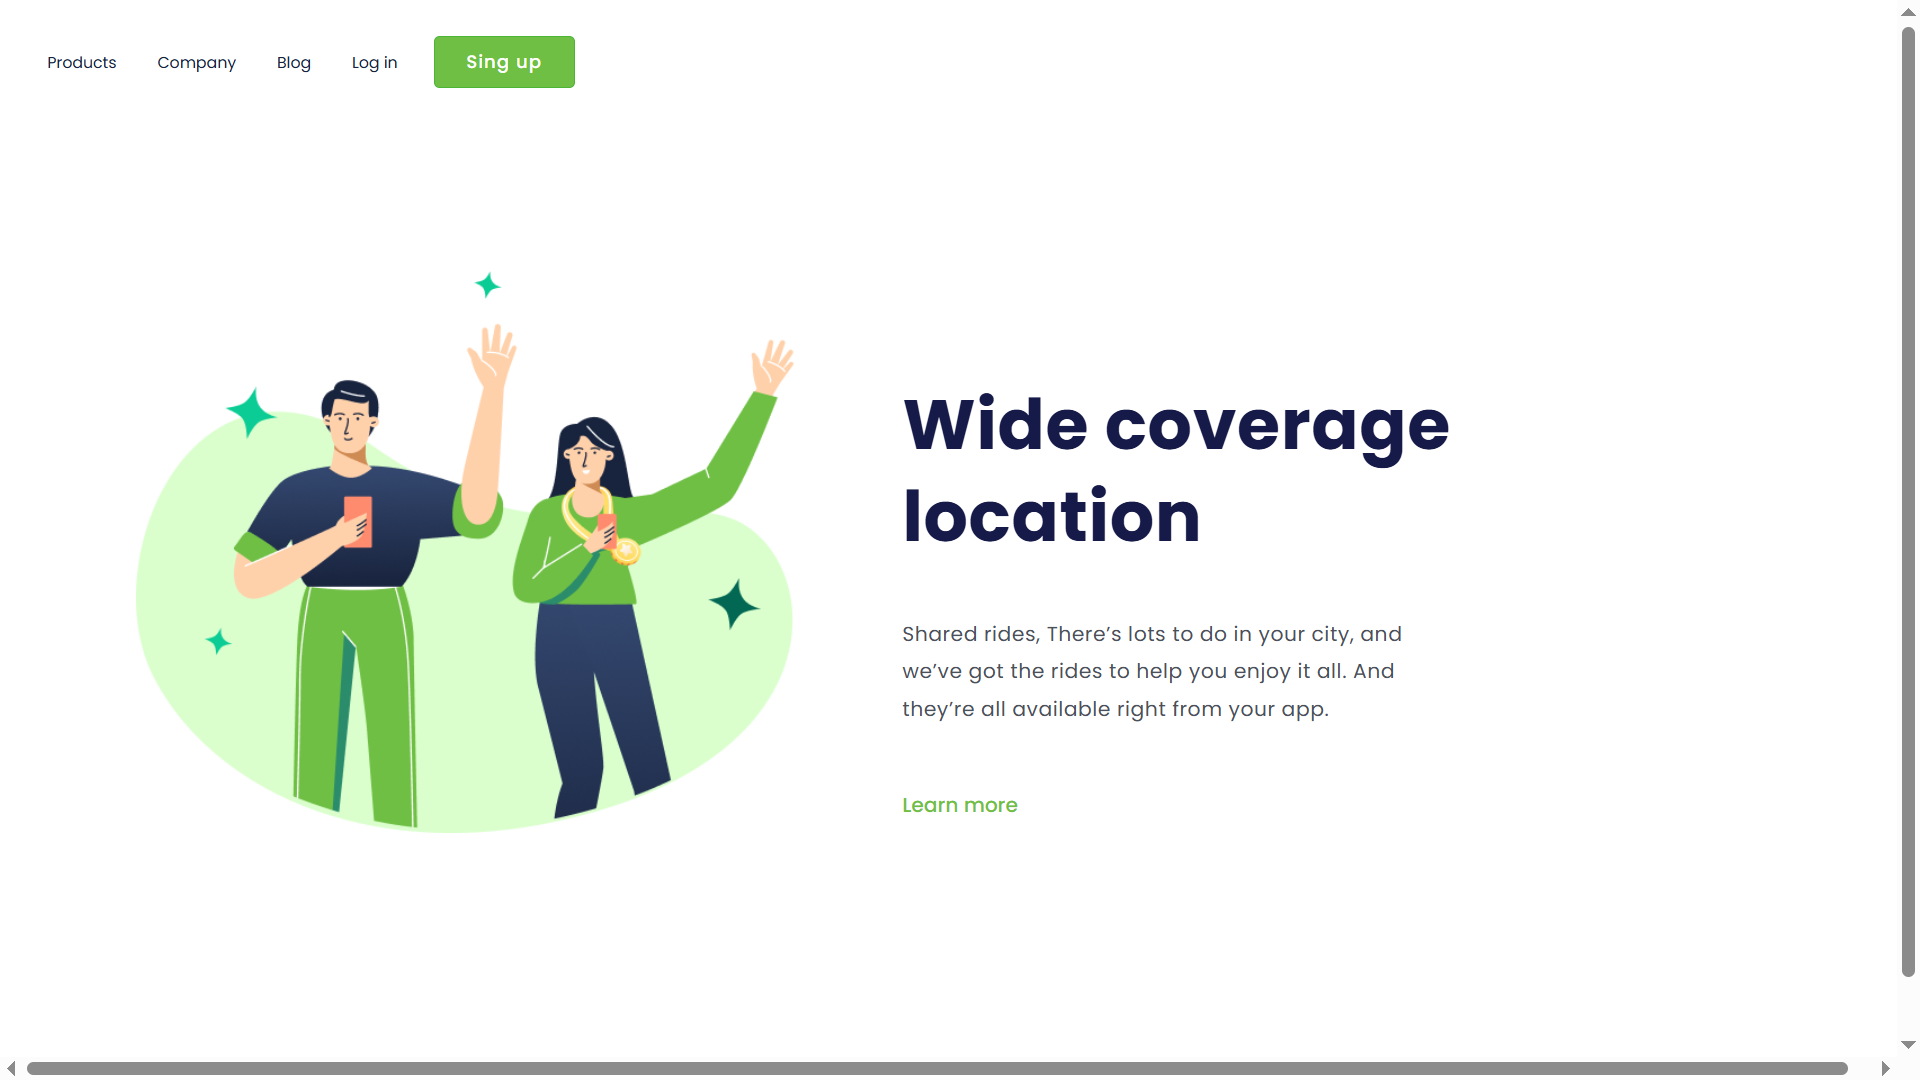 Products Company Blog Log in Sing up
Wide coverage
location
Shared rides, There’s lots to do in your city, and
we’ve got the rides to help you enjoy it all. And
they’re all available right from your app.
Learn more